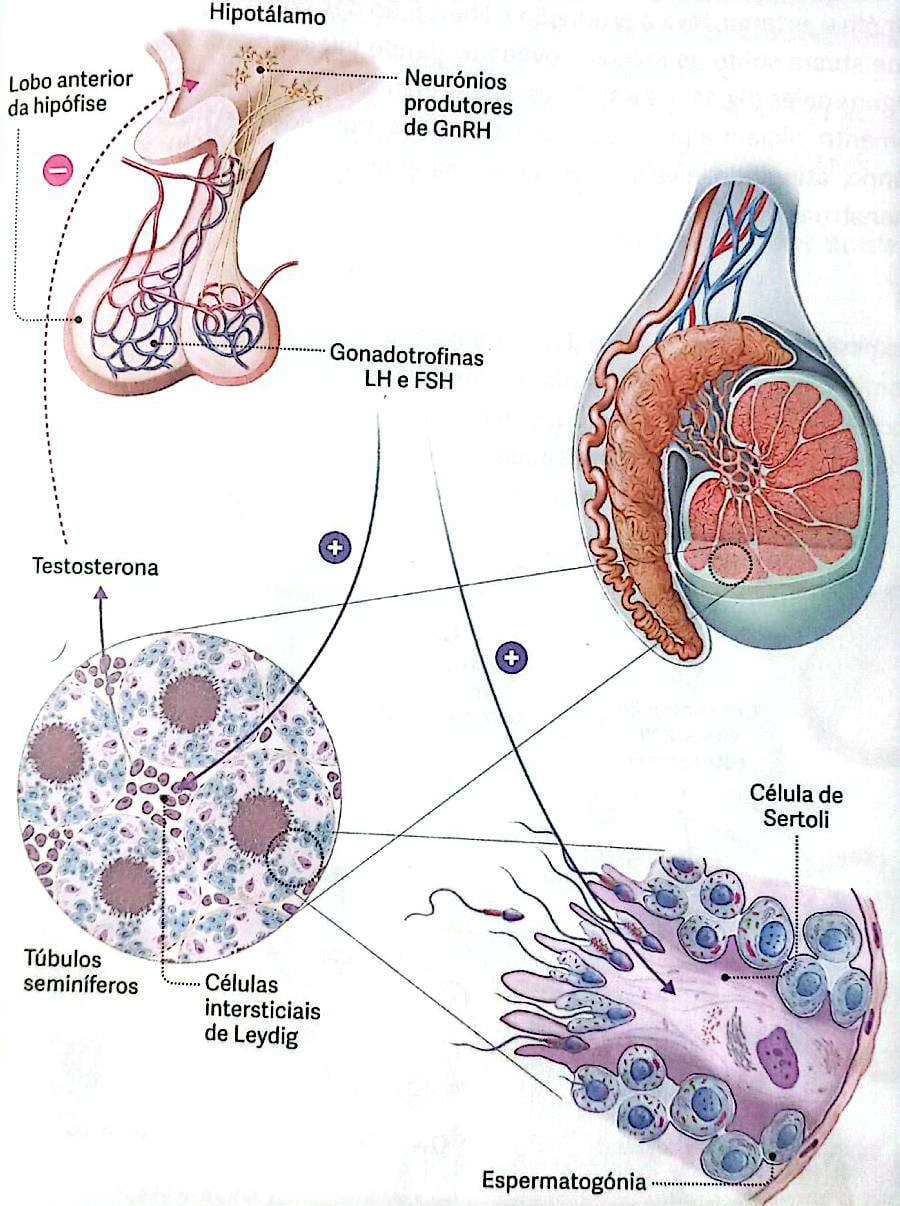 Hipotálamo
Lobo anterior
da hipófise
Neurónios
produtores
de GnRH
−
Gonadotrofinas
LH e FSH
+
Testosterona
+
Célula de
Sertoli
Túbulos
seminíferos
Células
intersticiais
de Leydig
Espermatogónia